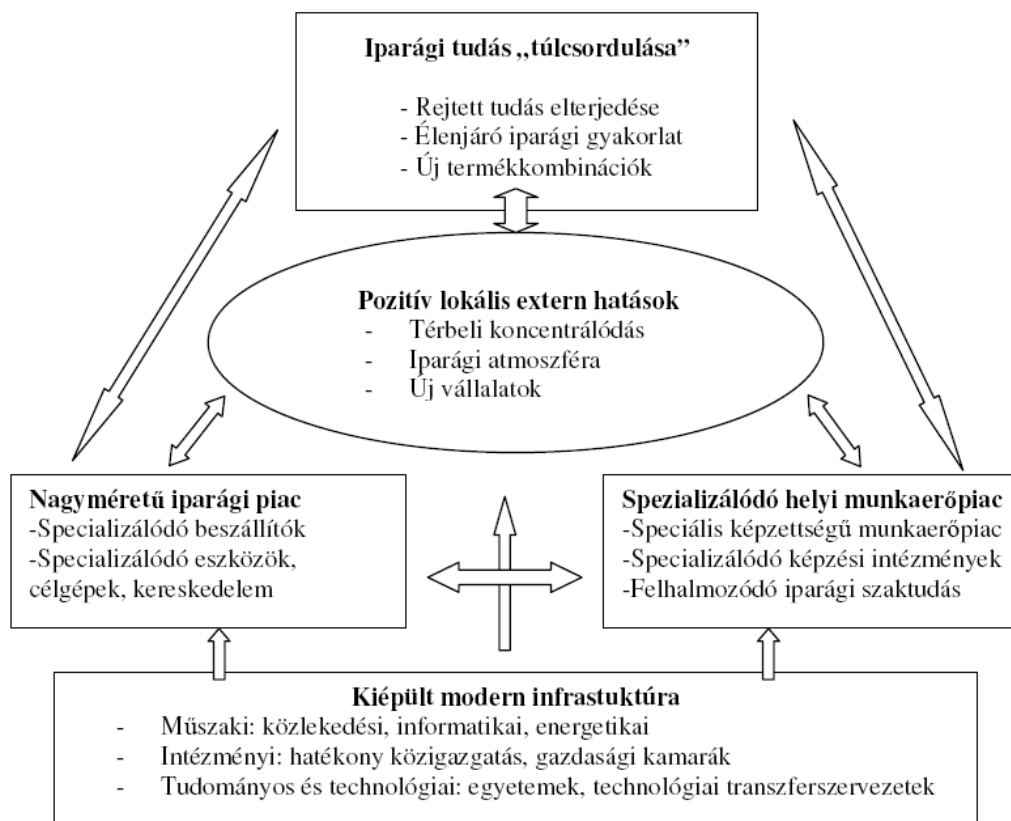 Iparági tudás „túlcsordulása”
- Rejtett tudás elterjedése
- Élenjáró iparági gyakorlat
- Új termékkombinációk
Pozitív lokális extern hatások
- Térbeli koncentrálódás
- Iparági atmoszféra
- Új vállalatok
Nagyméretű iparági piac
-Specializálódó beszállítók
-Specializálódó eszközök,
célgépek, kereskedelem
Spezializálódó helyi munkaerőpiac
-Speciális képzettségű munkaerőpiac
-Specializálódó képzési intézmények
-Felhalmozódó iparági szaktudás
Kiépült modern infrastuktúra
- Műszaki: közlekedési, informatikai, energetikai
- Intézményi: hatékony közigazgatás, gazdasági kamarák
- Tudományos és technológiai: egyetemek, technológiai transzferszervezetek